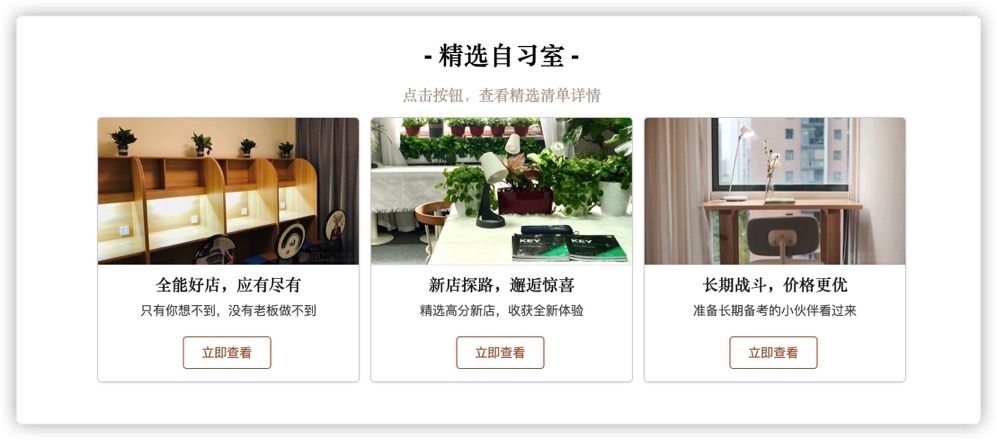 - 精选自习室 -
点击按钮，查看精选清单详情
KEY
KEY
全能好店，应有尽有
只有你想不到，没有老板做不到
立即查看
新店探路，邂逅惊喜
精选高分新店，收获全新体验
立即查看
长期战斗，价格更优
准备长期备考的小伙伴看过来
立即查看